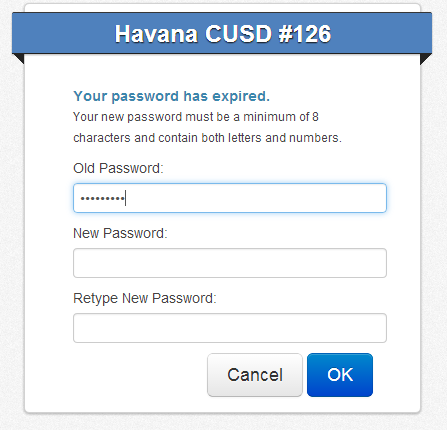 Havana CUSD #126
Your password has expired.
Your new password must be a minimum of 8
characters and contain both letters and numbers.
Old Password:
•••••••••
New Password:
Retype New Password:
Cancel
OK